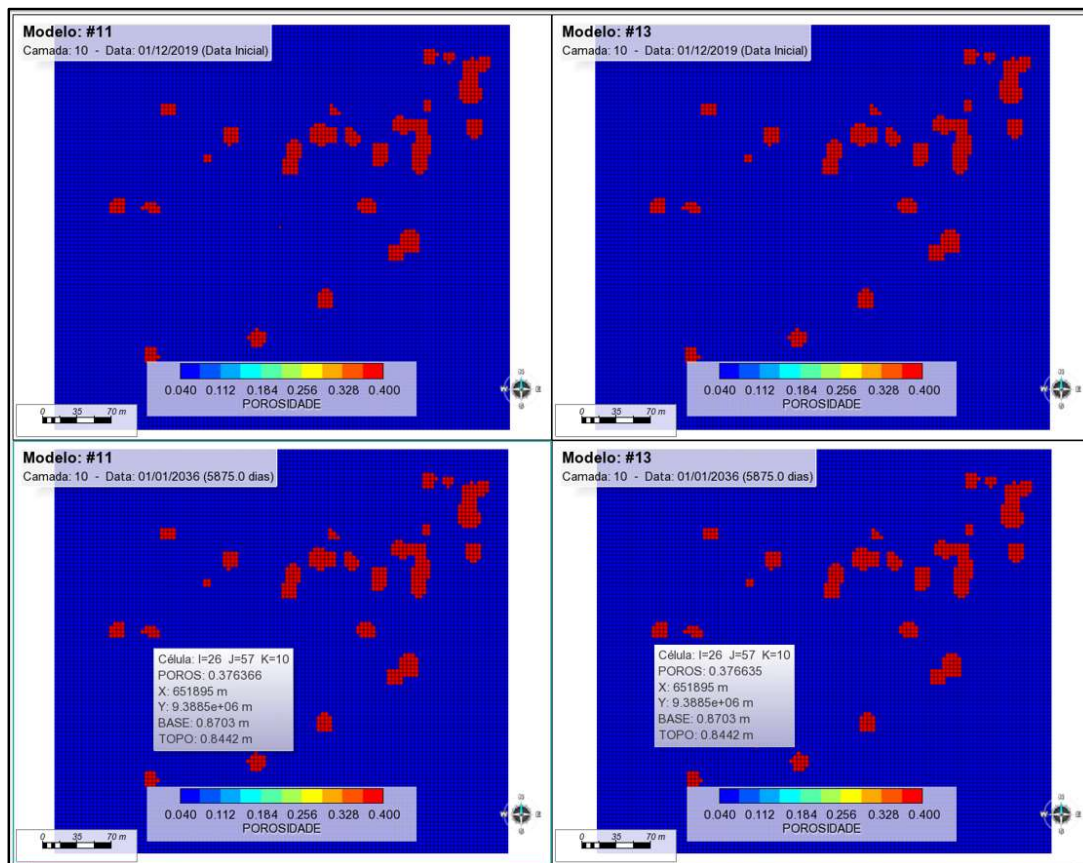 Modelo: #11
Camada: 10 - Data: 01/12/2019 (Data Inicial)
0.040 0.112 0.184 0.256 0.328 0.400
POROSIDADE
0 35 70 m
Modelo: #13
Camada: 10 - Data: 01/12/2019 (Data Inicial)
0.040 0.112 0.184 0.256 0.328 0.400
POROSIDADE
0 35 70 m
Modelo: #11
Camada: 10 - Data: 01/01/2036 (5875.0 dias)
Célula: I=26 J=57 K=10
POROS: 0.376366
X: 651895 m
Y: 9.3885e+06 m
BASE: 0.8703 m
TOPO: 0.8442 m
0.040 0.112 0.184 0.256 0.328 0.400
POROSIDADE
0 35 70 m
Modelo: #13
Camada: 10 - Data: 01/01/2036 (5875.0 dias)
Célula: I=26 J=57 K=10
POROS: 0.376635
X: 651895 m
Y: 9.3885e+06 m
BASE: 0.8703 m
TOPO: 0.8442 m
0.040 0.112 0.184 0.256 0.328 0.400
POROSIDADE
0 35 70 m